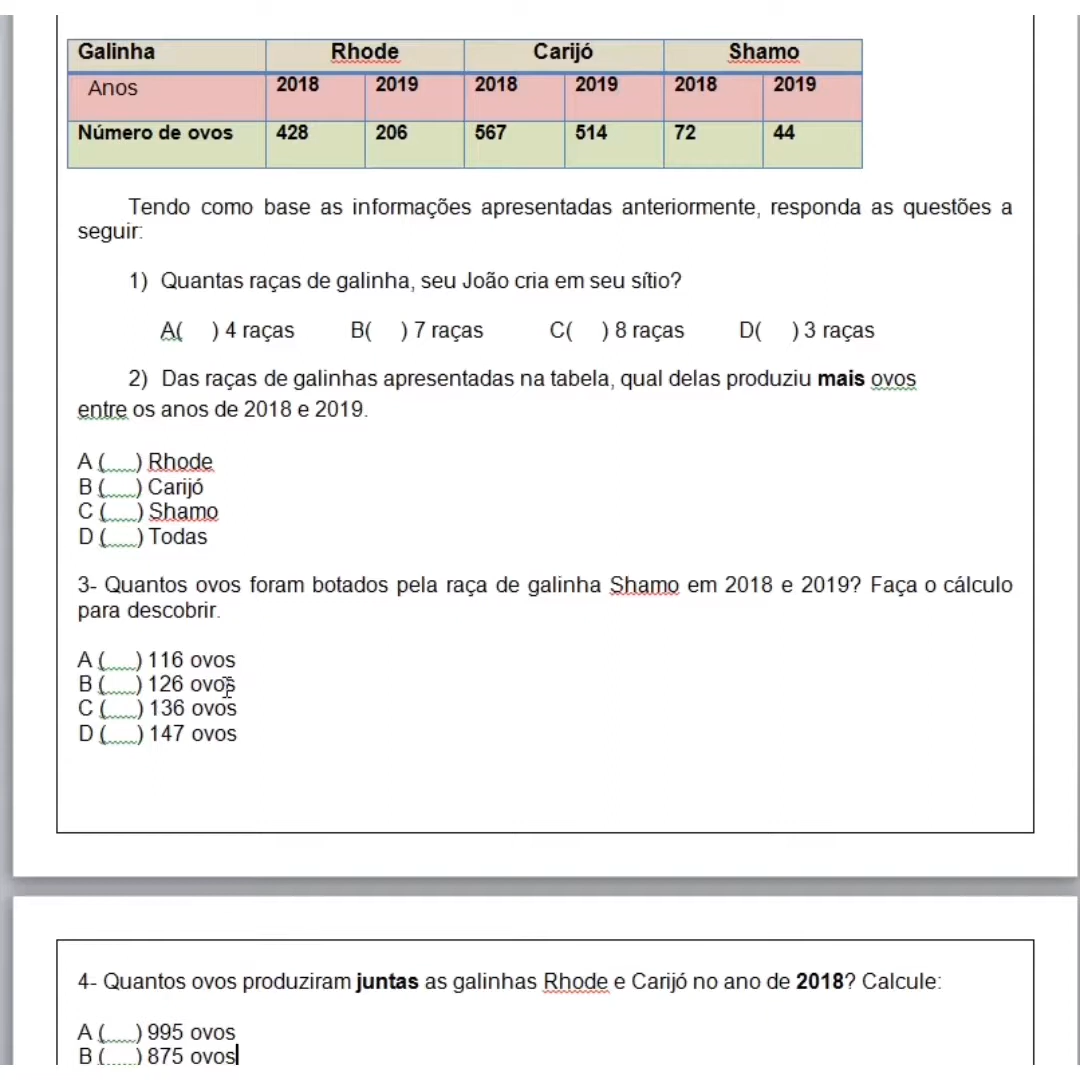 Galinha Rhode Carijó Shamo
Anos 2018 2019 2018 2019 2018 2019
Número de ovos 428 206 567 514 72 44
Tendo como base as informações apresentadas anteriormente, responda as questões a
seguir:
1) Quantas raças de galinha, seu João cria em seu sítio?
A( ) 4 raças B( ) 7 raças C( ) 8 raças D( ) 3 raças
2) Das raças de galinhas apresentadas na tabela, qual delas produziu mais ovos
entre os anos de 2018 e 2019.
A ( ) Rhode
B ( ) Carijó
C ( ) Shamo
D ( ) Todas
3- Quantos ovos foram botados pela raça de galinha Shamo em 2018 e 2019? Faça o cálculo
para descobrir.
A ( ) 116 ovos
B ( ) 126 ovos
C ( ) 136 ovos
D ( ) 147 ovos
4- Quantos ovos produziram juntas as galinhas Rhode e Carijó no ano de 2018? Calcule:
A ( ) 995 ovos
B ( ) 875 ovos